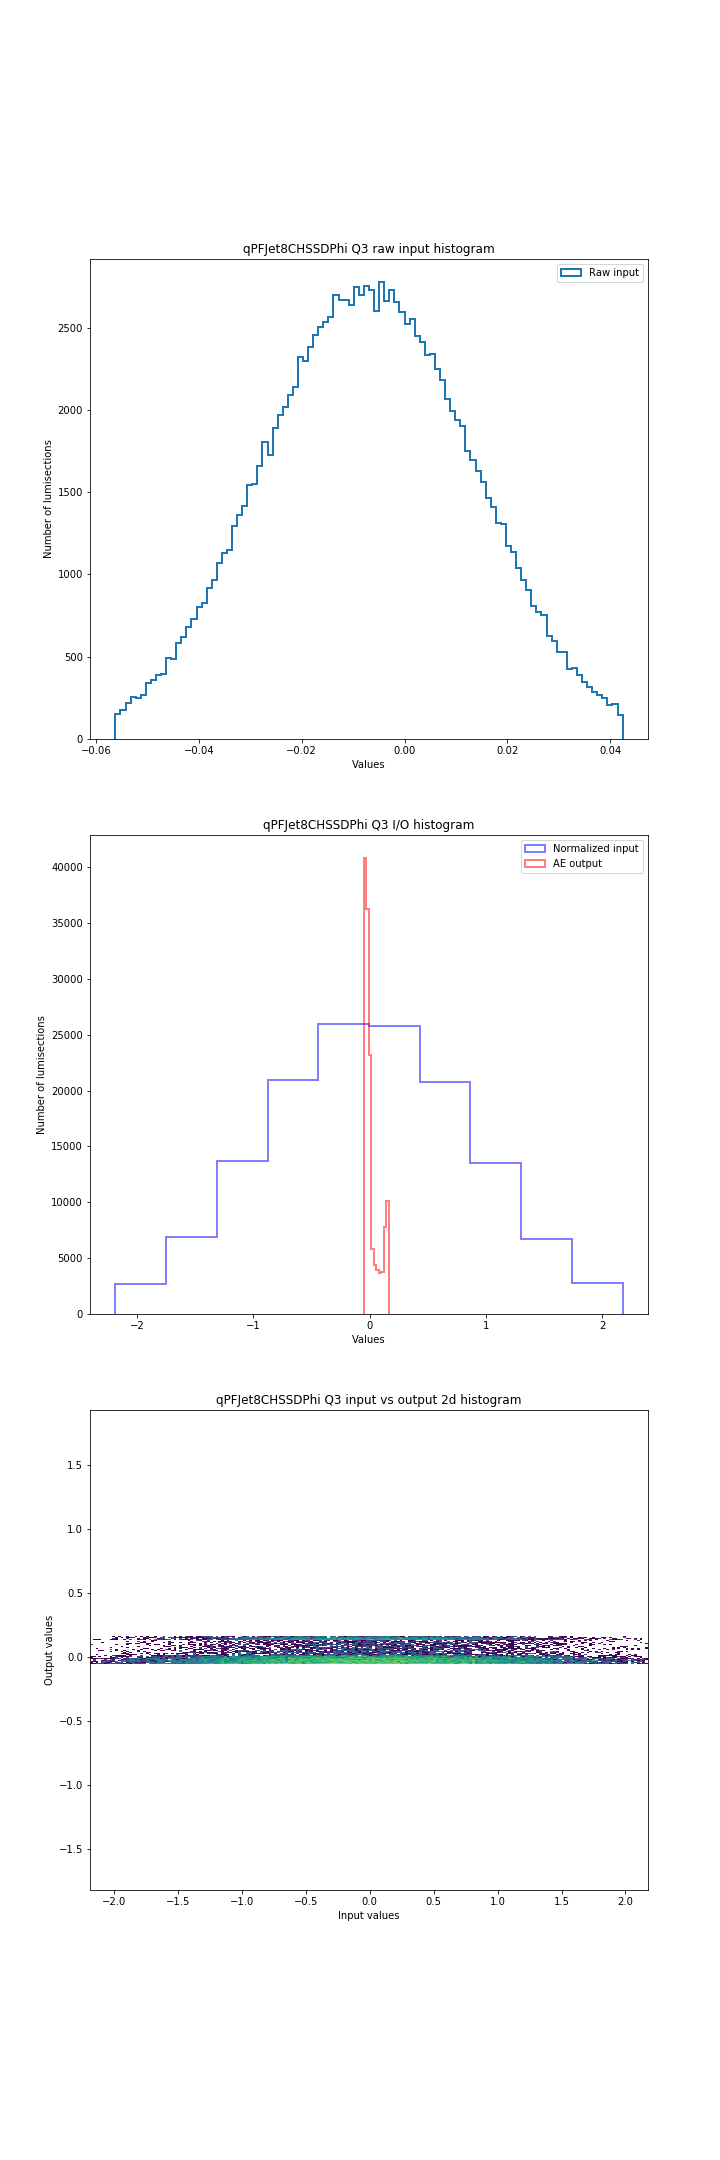 qPFJet8CHSSDPhi Q3 raw input histogram
Raw input
2500
2000
1500
1000
500
0
Number of lumisections
−0.06 −0.04 −0.02 0.00 0.02 0.04
Values
qPFJet8CHSSDPhi Q3 I/O histogram
Normalized input
AE output
40000
35000
30000
25000
20000
15000
10000
5000
0
Number of lumisections
−2 −1 0 1 2
Values
qPFJet8CHSSDPhi Q3 input vs output 2d histogram
1.5
1.0
0.5
0.0
−0.5
−1.0
−1.5
Output values
−2.0 −1.5 −1.0 −0.5 0.0 0.5 1.0 1.5 2.0
Input values